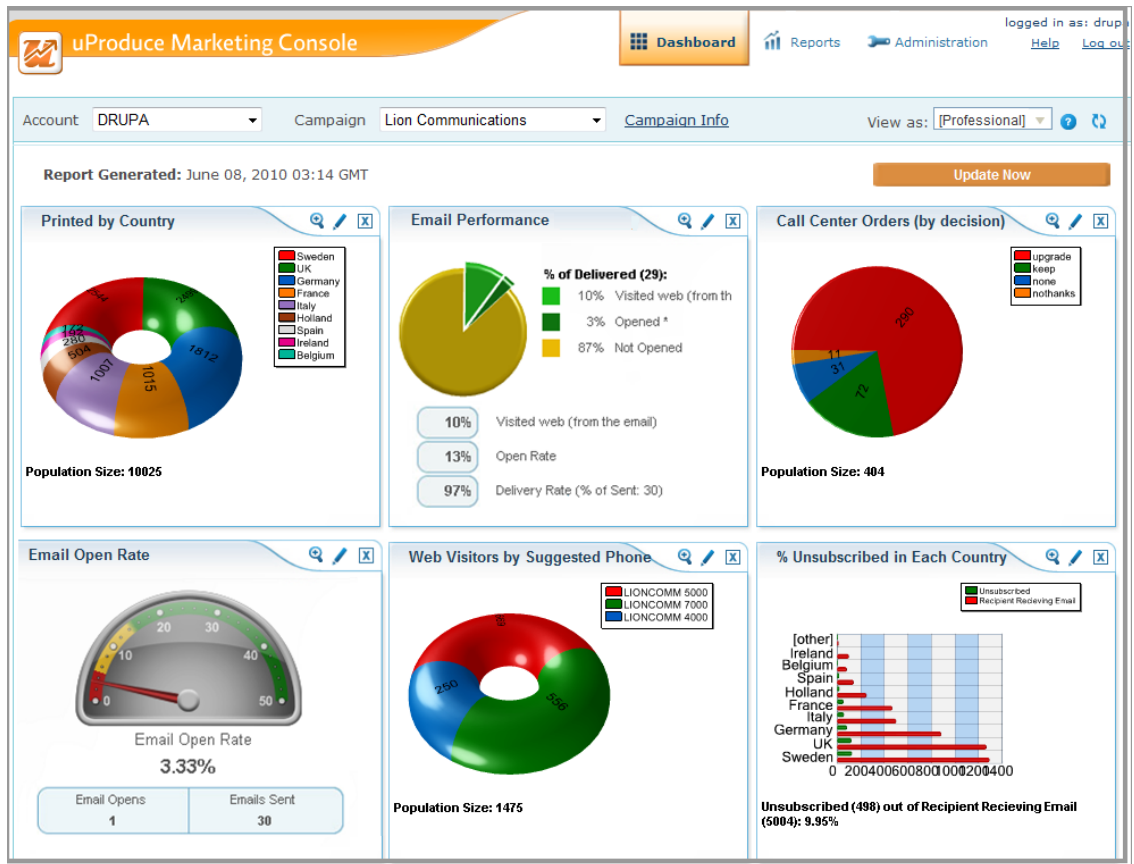 uProduce Marketing Console
Dashboard
Reports
Administration
logged in as: drupa
Help
Log out
Account
DRUPA
Campaign
Lion Communications
Campaign Info
View as:
[Professional]
?
Report Generated: June 08, 2010 03:14 GMT
Update Now
Printed by Country
X
Sweden
UK
Germany
France
Italy
Holland
Spain
Ireland
Belgium
1812
1015
1007
504
280
192
172
Population Size: 10025
Email Performance
X
% of Delivered (29):
10% Visited web (from th
3% Opened *
87% Not Opened
10% Visited web (from the email)
13% Open Rate
97% Delivery Rate (% of Sent: 30)
Call Center Orders (by decision)
X
upgrade
keep
none
nothanks
290
11
31
72
Population Size: 404
Email Open Rate
X
0
10
20
30
40
50
Email Open Rate
3.33%
Email Opens
1
Emails Sent
30
Web Visitors by Suggested Phone
X
LIONCOMM 5000
LIONCOMM 7000
LIONCOMM 4000
250
556
Population Size: 1475
% Unsubscribed in Each Country
X
Unsubscribed
Recipient Recieving Email
[other]
Ireland
Belgium
Spain
Holland
France
Italy
Germany
UK
Sweden
0 200 400 600 800 1000 1200 1400
Unsubscribed (498) out of Recipient Recieving Email
(5004): 9.95%